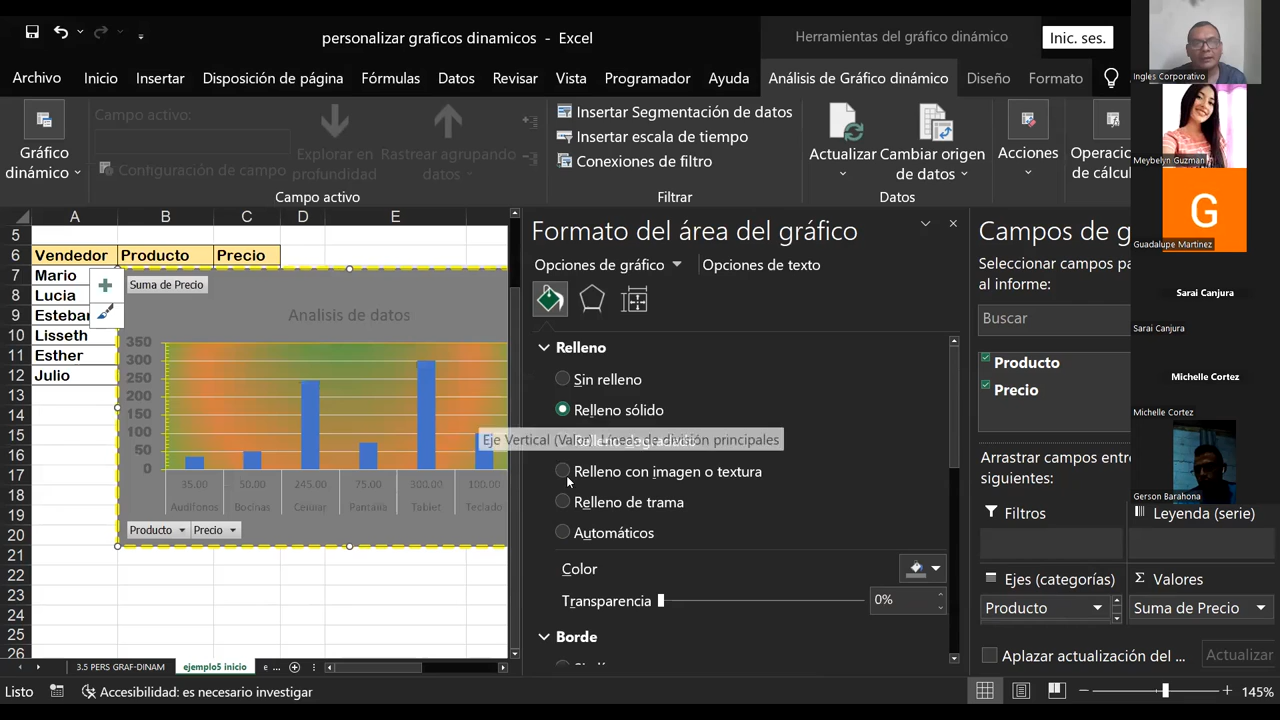 personalizar graficos dinamicos - Excel
Herramientas del gráfico dinámico
Inic. ses.
Archivo
Inicio
Insertar
Disposición de página
Fórmulas
Datos
Revisar
Vista
Programador
Ayuda
Análisis de Gráfico dinámico
Diseño
Formato
Gráfico
dinámico
Campo activo:
Configuración de campo
Explorar en
profundidad
Rastrear agrupando
datos
Campo activo
Insertar Segmentación de datos
Insertar escala de tiempo
Conexiones de filtro
Filtrar
Actualizar
Cambiar origen
de datos
Datos
Acciones
Operacio
de cálcu
A B C D E
5
6 Vendedor Producto Precio
7 Mario
8 Lucia
9 Esteba
10 Lisseth
11 Esther
12 Julio
13
14
15
16
17
18
19
20
21
22
23
24
25
26
Suma de Precio
Analisis de datos
350
300
250
200
150
100
50
0
35.00 50.00 245.00 75.00 300.00 100.00
Audifonos Bocinas Celular Pantalla Tablet Teclado
Producto Precio
Formato del área del gráfico
Opciones de gráfico
Opciones de texto
Relleno
Sin relleno
Relleno sólido
Eje Vertical (Valor) Líneas de división principales
Relleno con imagen o textura
Relleno de trama
Automáticos
Color
Transparencia 0%
Borde
Campos de g
Seleccionar campos pa
al informe:
Buscar
Producto
Precio
Arrastrar campos entre
siguientes:
Filtros
Leyenda (serie)
Ejes (categorías)
Σ Valores
Producto
Suma de Precio
Aplazar actualización del ...
Actualizar
3.5 PERS GRAF-DINAM
ejemplo5 inicio
e ...
Listo
Accesibilidad: es necesario investigar
145%
Ingles Corporativo
Meybelyn Guzman
G
Guadalupe Martinez
Sarai Canjura
Sarai Canjura
Michelle Cortez
Michelle Cortez
Gerson Barahona